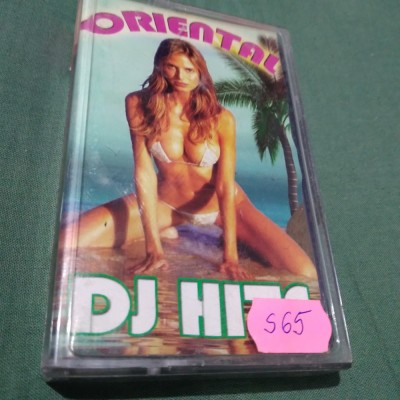 ORIENTAL
DJ HITS
S65